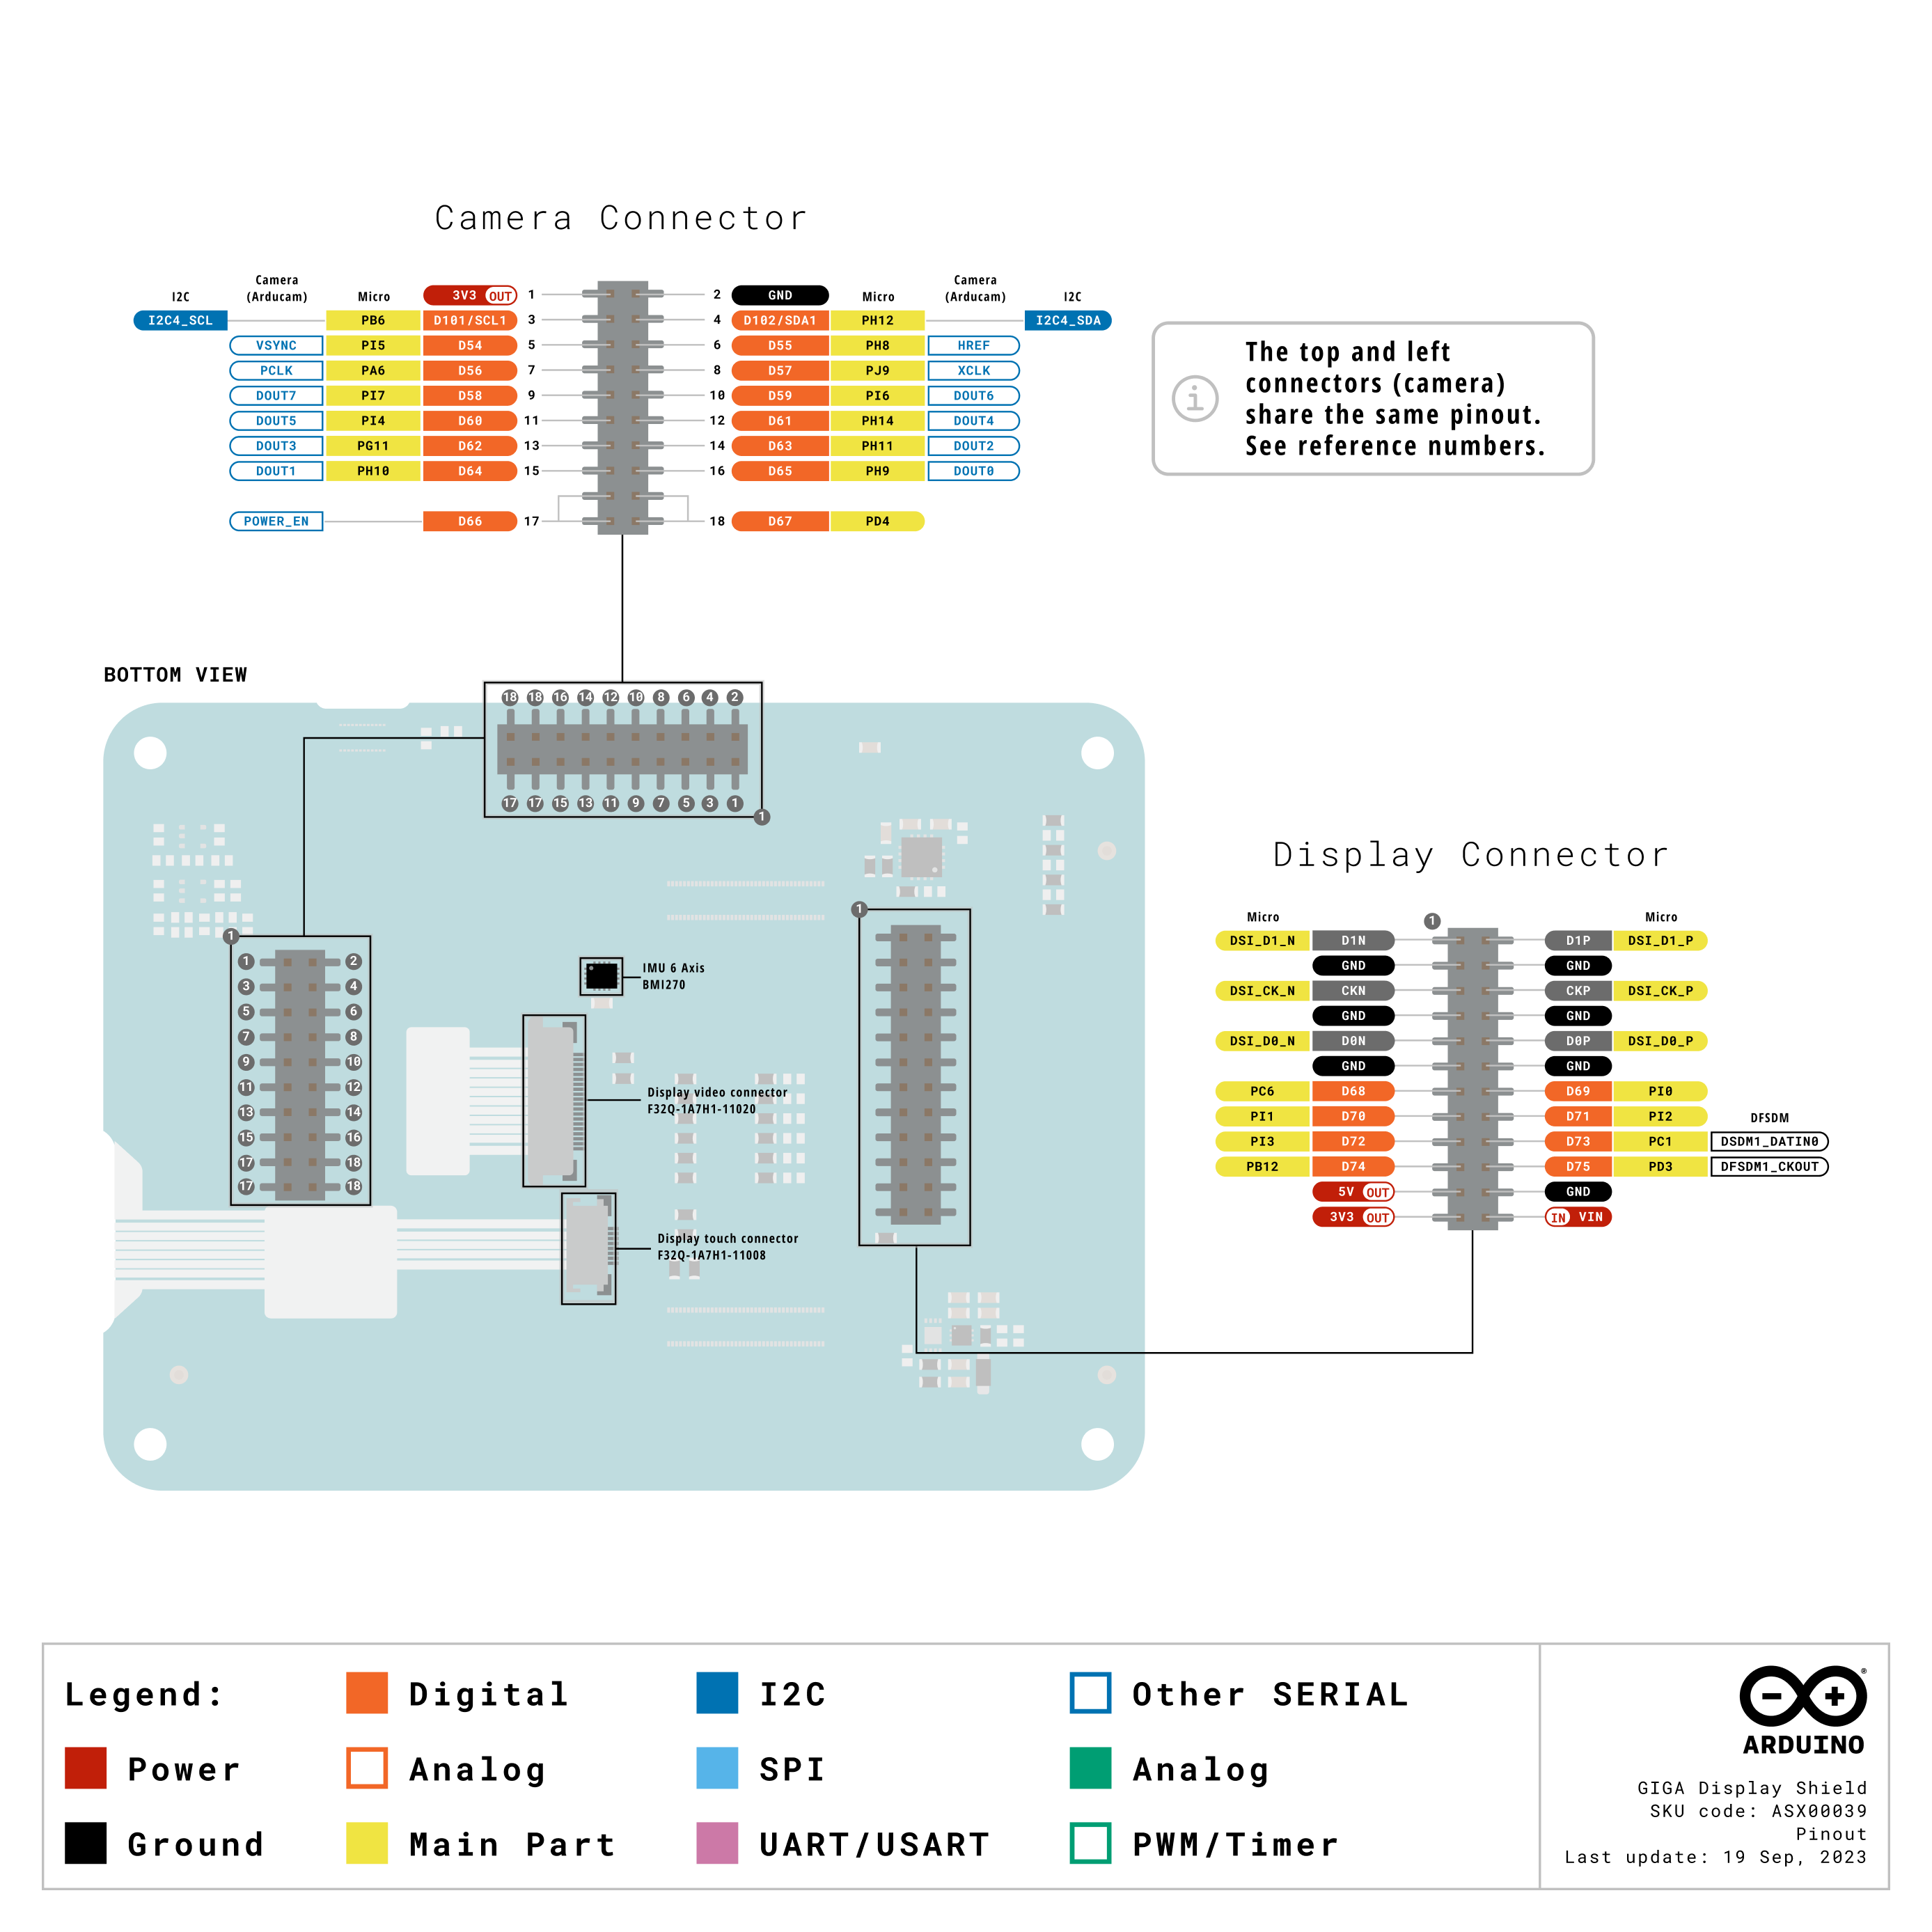 Camera Connector
I2C Camera (Arducam) Micro 3V3 OUT 1 2 GND Micro Camera (Arducam) I2C
I2C4_SCL PB6 D101/SCL1 3 4 D102/SDA1 PH12 I2C4_SDA
VSYNC PI5 D54 5 6 D55 PH8 HREF
PCLK PA6 D56 7 8 D57 PJ9 XCLK
DOUT7 PI7 D58 9 10 D59 PI6 DOUT6
DOUT5 PI4 D60 11 12 D61 PH14 DOUT4
DOUT3 PG11 D62 13 14 D63 PH11 DOUT2
DOUT1 PH10 D64 15 16 D65 PH9 DOUT0
POWER_EN D66 17 18 D67 PD4
The top and left
connectors (camera)
share the same pinout.
See reference numbers.
BOTTOM VIEW
18 18 16 14 12 10 8 6 4 2
17 17 15 13 11 9 7 5 3 1
1
1
1 2
3 4
5 6
7 8
9 10
11 12
13 14
15 16
17 18
17 18
IMU 6 Axis
BMI270
Display video connector
F32Q-1A7H1-11020
Display touch connector
F32Q-1A7H1-11008
1
Display Connector
Micro 1 Micro
DSI_D1_N D1N D1P DSI_D1_P
GND GND
DSI_CK_N CKN CKP DSI_CK_P
GND GND
DSI_D0_N D0N D0P DSI_D0_P
GND GND
PC6 D68 D69 PI0
PI1 D70 D71 PI2 DFSDM
PI3 D72 D73 PC1 DSDM1_DATIN0
PB12 D74 D75 PD3 DFSDM1_CKOUT
5V OUT GND
3V3 OUT IN VIN
Legend: Digital I2C Other SERIAL
Power Analog SPI Analog
Ground Main Part UART/USART PWM/Timer
®
ARDUINO
GIGA Display Shield
SKU code: ASX00039
Pinout
Last update: 19 Sep, 2023